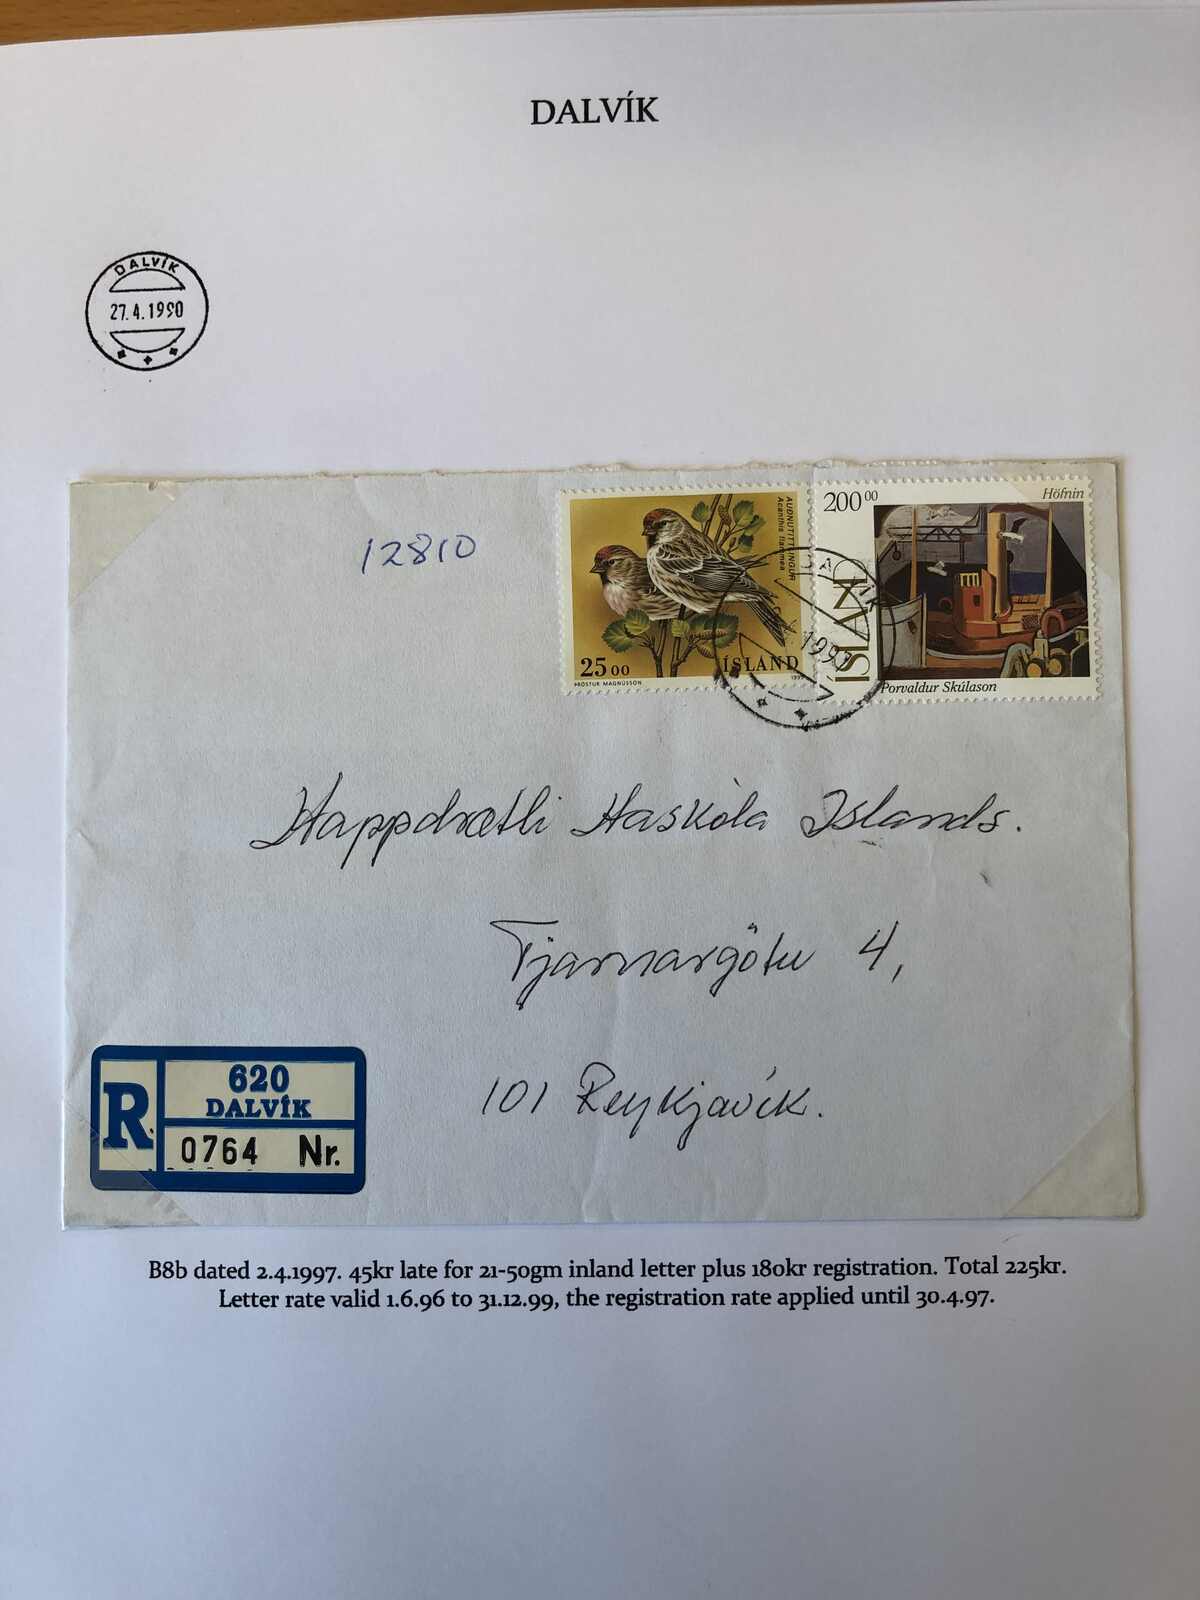 DALVÍK
DALVÍK
27.4.1990
12810
AUÐNUTITTLINGUR
Acanthis flammea
25 00
ÍSLAND
ÞRÖSTUR MAGNÚSSON
200 00
Höfnin
ÍSLAND
Þorvaldur Skúlason
1997
Happdrætti Haskóla Islands.
Tjarnargötu 4,
101 Reykjavík.
R
620
DALVÍK
0764 Nr.
B8b dated 2.4.1997. 45kr late for 21-50gm inland letter plus 180kr registration. Total 225kr.
Letter rate valid 1.6.96 to 31.12.99, the registration rate applied until 30.4.97.